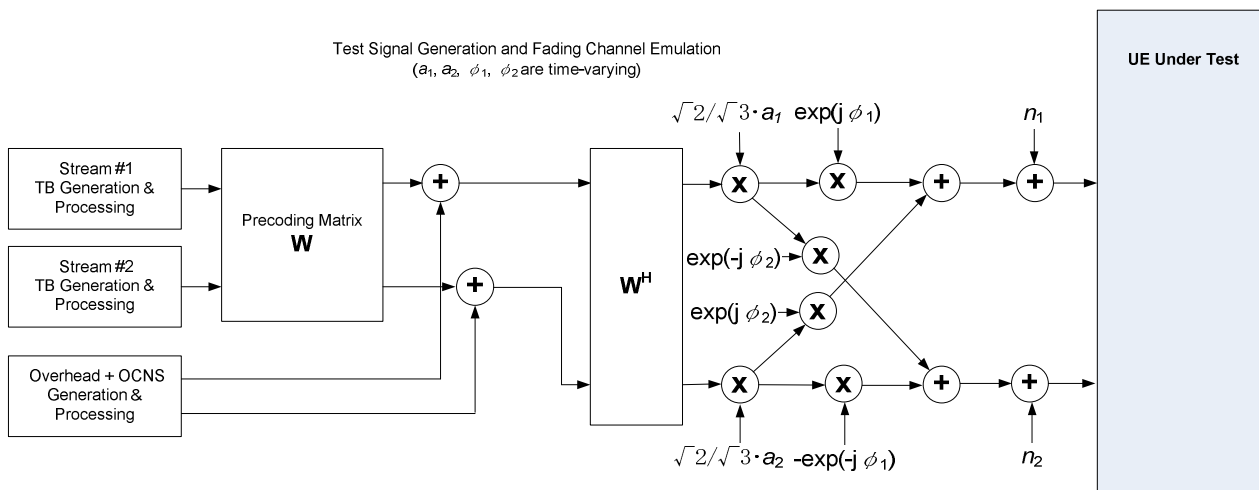 Test Signal Generation and Fading Channel Emulation
(a₁, a₂, ϕ₁, ϕ₂ are time-varying)
UE Under Test
√2/√3· a₁ exp(j ϕ₁)
n₁
Stream #1
TB Generation &
Processing
Precoding Matrix
W
+
x
x
+
+
Stream #2
TB Generation &
Processing
exp(-j ϕ₂)
x
+
Wᴴ
exp(j ϕ₂)
x
Overhead + OCNS
Generation &
Processing
x
x
+
+
√2/√3· a₂ -exp(-j ϕ₁)
n₂